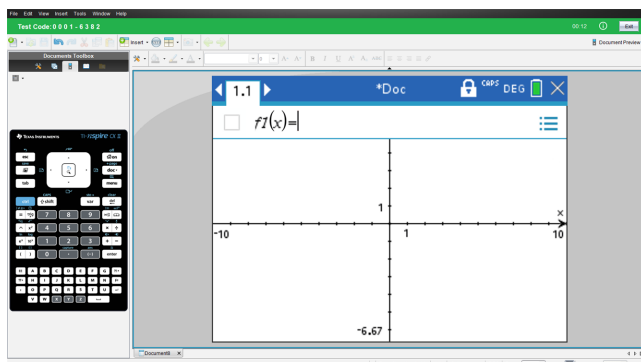 File Edit View Insert Tools Window Help
Test Code: 0 0 0 1 - 6 3 8 2
00:12
Exit
Insert
Document Preview
Documents Toolbox
A- A- B I U
1.1 *Doc CAPS DEG
f1(x)=
1
x
-10 1 10
-6.67
TEXAS INSTRUMENTS TI-nspire CX II
esc on
doc
tab menu
ctrl shift var del
7 8 9
4 5 6
1 2 3
0 . (-) enter
A B C D E F G
H I J K L M N
O P Q R S T U
V W X Y Z
Document8 X